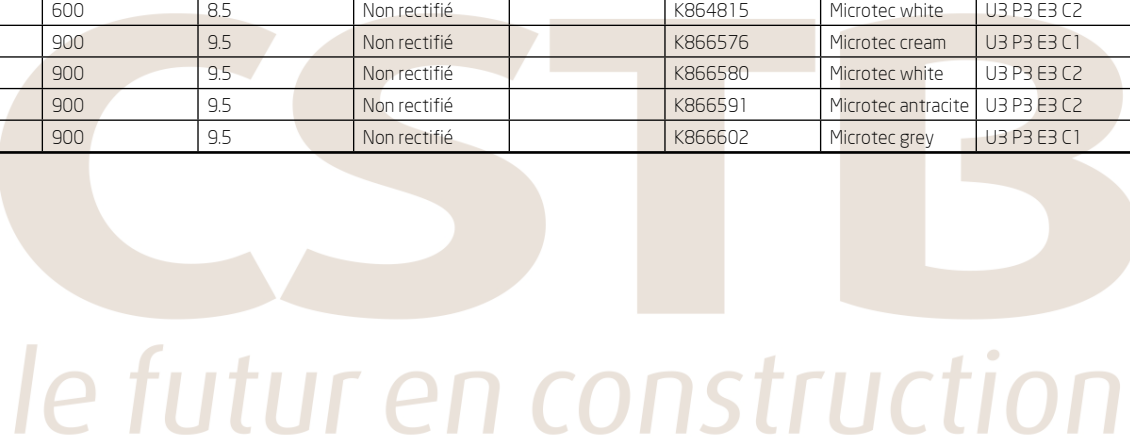 600 8.5 Non rectifié K864815 Microtec white U3 P3 E3 C2
900 9.5 Non rectifié K866576 Microtec cream U3 P3 E3 C1
900 9.5 Non rectifié K866580 Microtec white U3 P3 E3 C2
900 9.5 Non rectifié K866591 Microtec antracite U3 P3 E3 C2
900 9.5 Non rectifié K866602 Microtec grey U3 P3 E3 C1
CSTB
le futur en construction